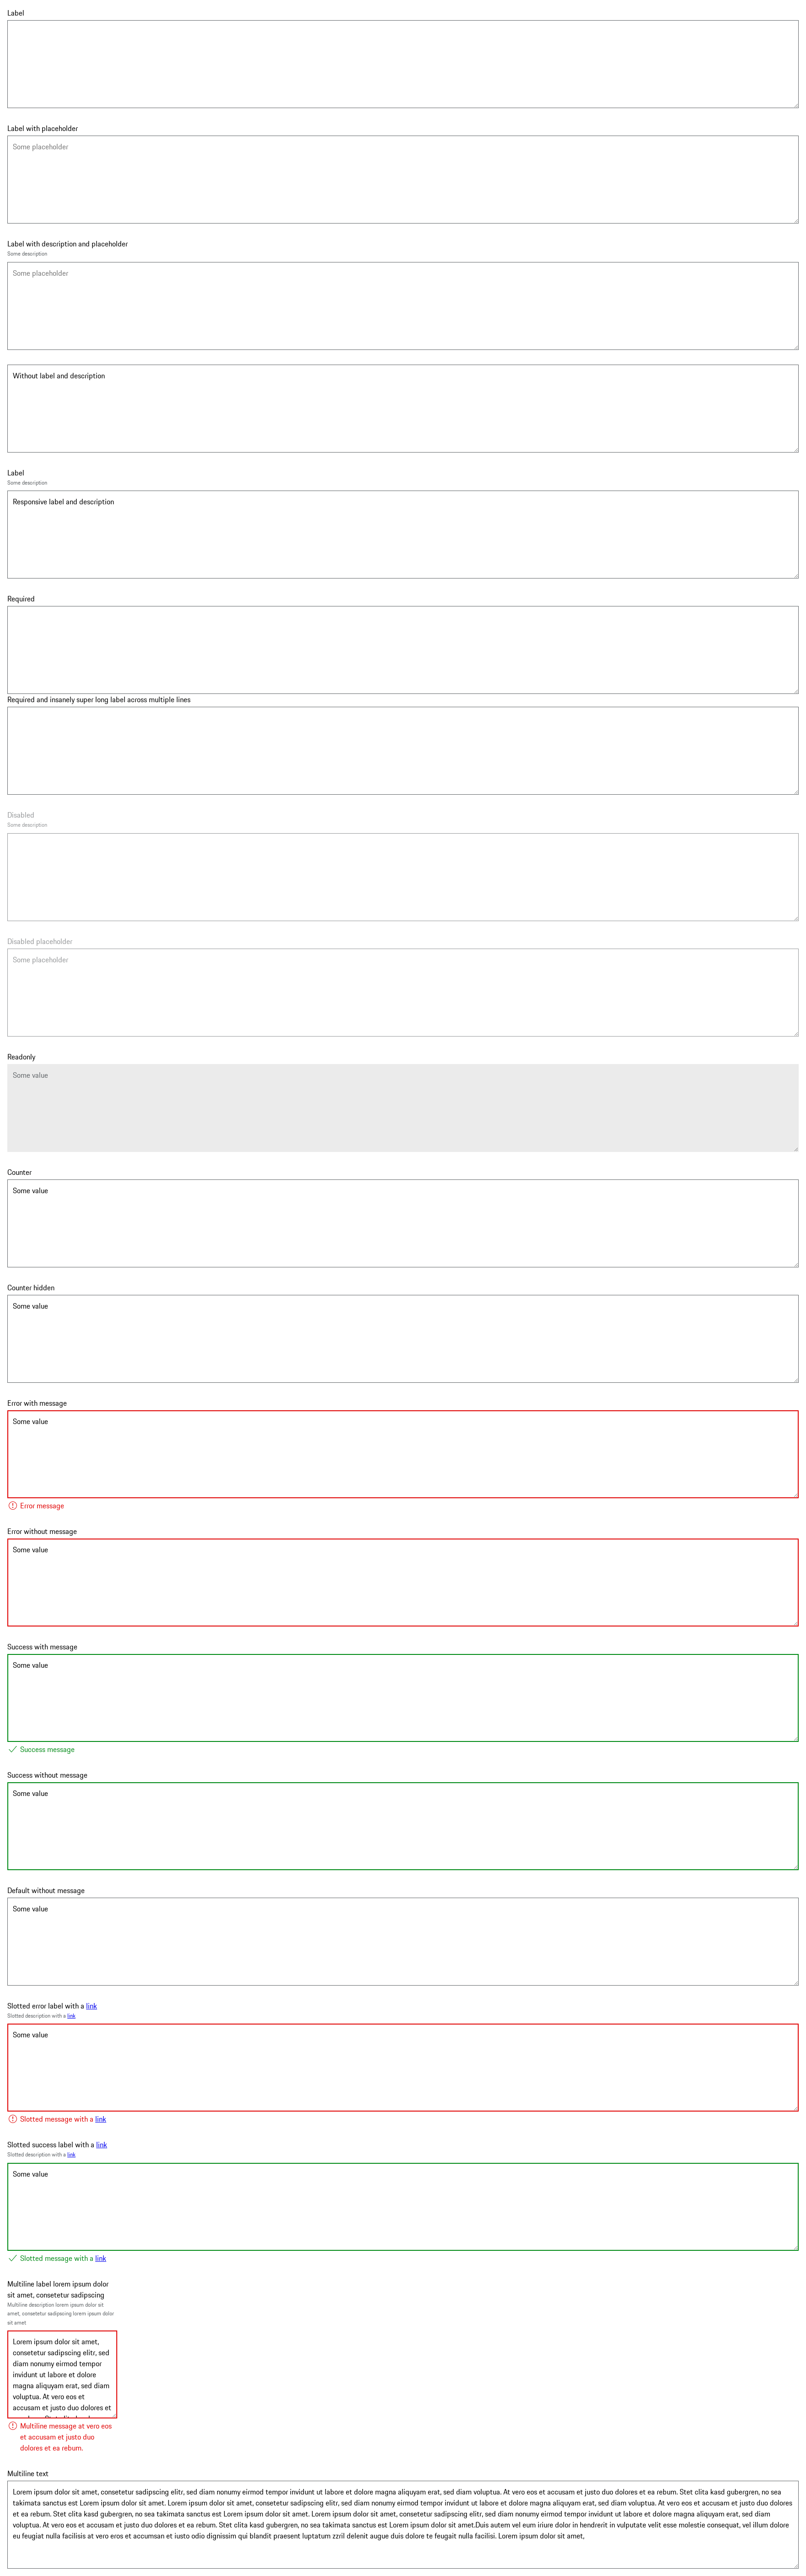 Label
Label with placeholder
Some placeholder
Label with description and placeholder
Some description
Some placeholder
Without label and description
Label
Some description
Responsive label and description
Required
Required and insanely super long label across multiple lines
Disabled
Some description
Disabled placeholder
Some placeholder
Readonly
Some value
Counter
Some value
Counter hidden
Some value
Error with message
Some value
Error message
Error without message
Some value
Success with message
Some value
Success message
Success without message
Some value
Default without message
Some value
Slotted error label with a link
Slotted description with a link
Some value
Slotted message with a link
Slotted success label with a link
Slotted description with a link
Some value
Slotted message with a link
Multiline label lorem ipsum dolor
sit amet, consetetur sadipscing
Multiline description lorem ipsum dolor sit
amet, consetetur sadipscing lorem ipsum dolor
sit amet
Lorem ipsum dolor sit amet,
consetetur sadipscing elitr, sed
diam nonumy eirmod tempor
invidunt ut labore et dolore
magna aliquyam erat, sed diam
voluptua. At vero eos et
accusam et justo duo dolores et
Multiline message at vero eos
et accusam et justo duo
dolores et ea rebum.
Multiline text
Lorem ipsum dolor sit amet, consetetur sadipscing elitr, sed diam nonumy eirmod tempor invidunt ut labore et dolore magna aliquyam erat, sed diam voluptua. At vero eos et accusam et justo duo dolores et ea rebum. Stet clita kasd gubergren, no sea
takimata sanctus est Lorem ipsum dolor sit amet. Lorem ipsum dolor sit amet, consetetur sadipscing elitr, sed diam nonumy eirmod tempor invidunt ut labore et dolore magna aliquyam erat, sed diam voluptua. At vero eos et accusam et justo duo dolores
et ea rebum. Stet clita kasd gubergren, no sea takimata sanctus est Lorem ipsum dolor sit amet. Lorem ipsum dolor sit amet, consetetur sadipscing elitr, sed diam nonumy eirmod tempor invidunt ut labore et dolore magna aliquyam erat, sed diam
voluptua. At vero eos et accusam et justo duo dolores et ea rebum. Stet clita kasd gubergren, no sea takimata sanctus est Lorem ipsum dolor sit amet.Duis autem vel eum iriure dolor in hendrerit in vulputate velit esse molestie consequat, vel illum dolore
eu feugiat nulla facilisis at vero eros et accumsan et iusto odio dignissim qui blandit praesent luptatum zzril delenit augue duis dolore te feugait nulla facilisi. Lorem ipsum dolor sit amet,